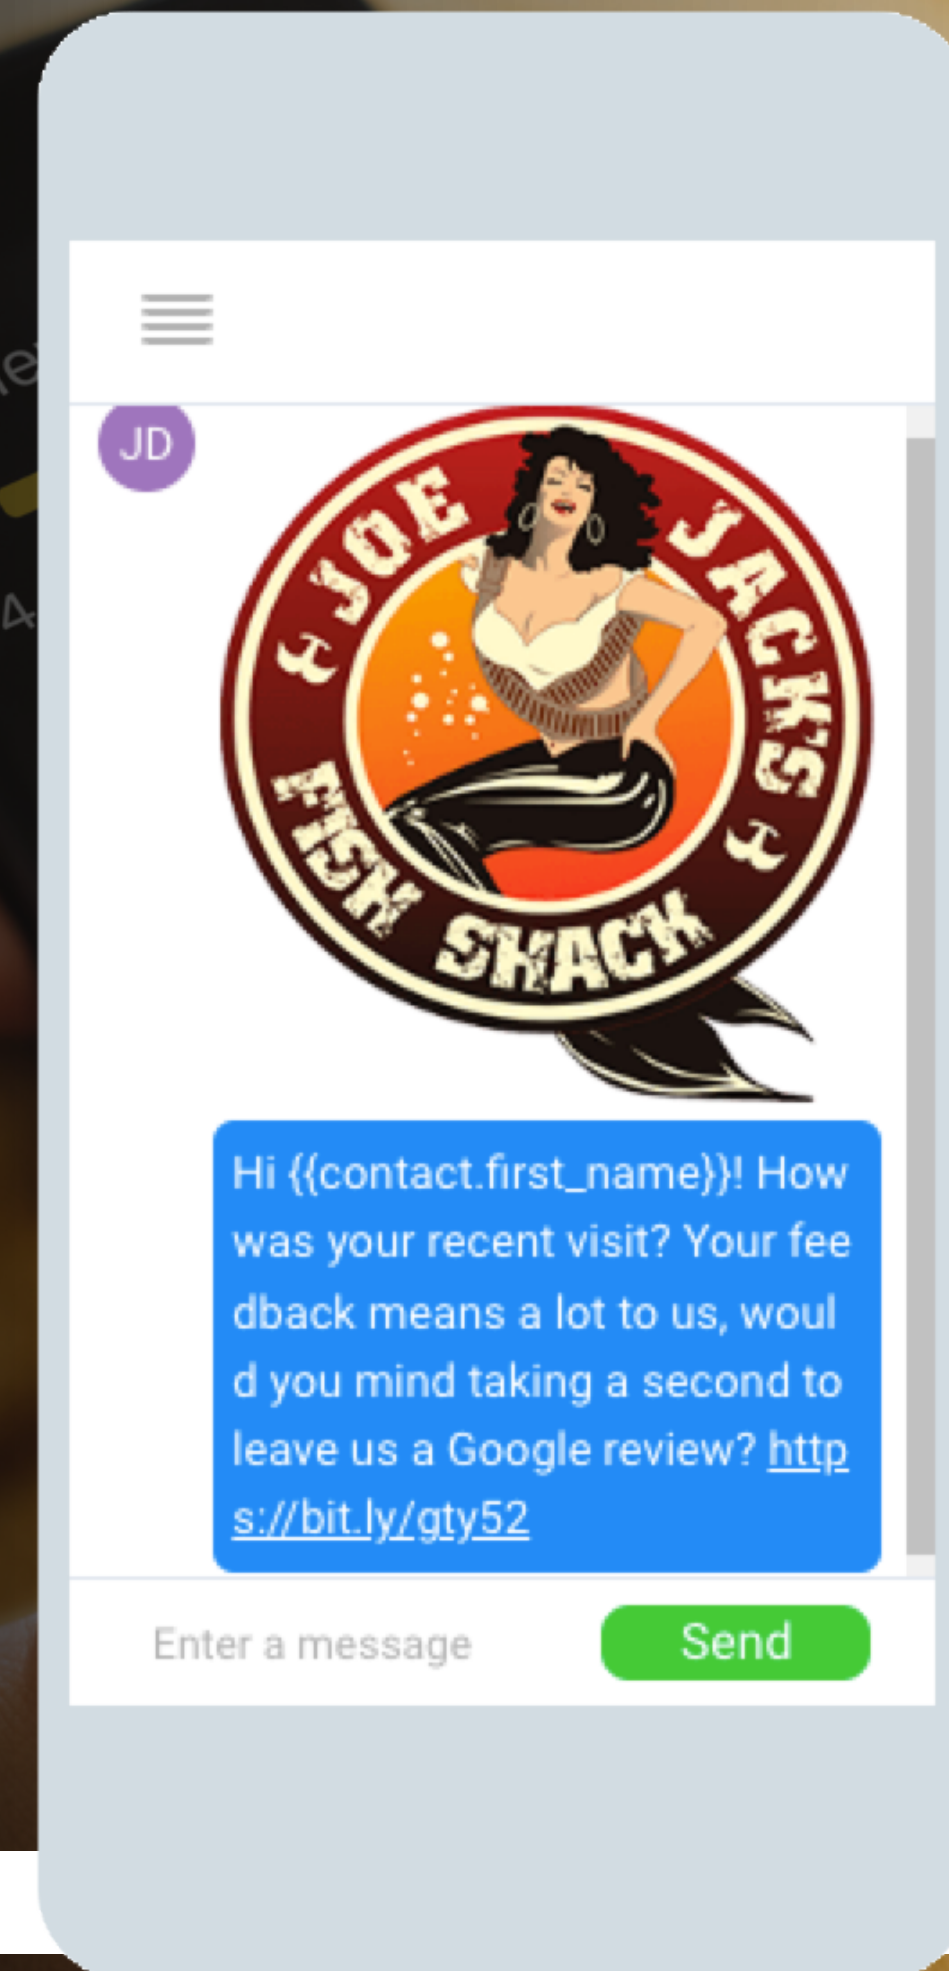 JD
JOE JACK'S
FISH SHACK
Hi {{contact.first_name}}! How
was your recent visit? Your fee
dback means a lot to us, woul
d you mind taking a second to
leave us a Google review? http
s://bit.ly/gty52
Enter a message
Send